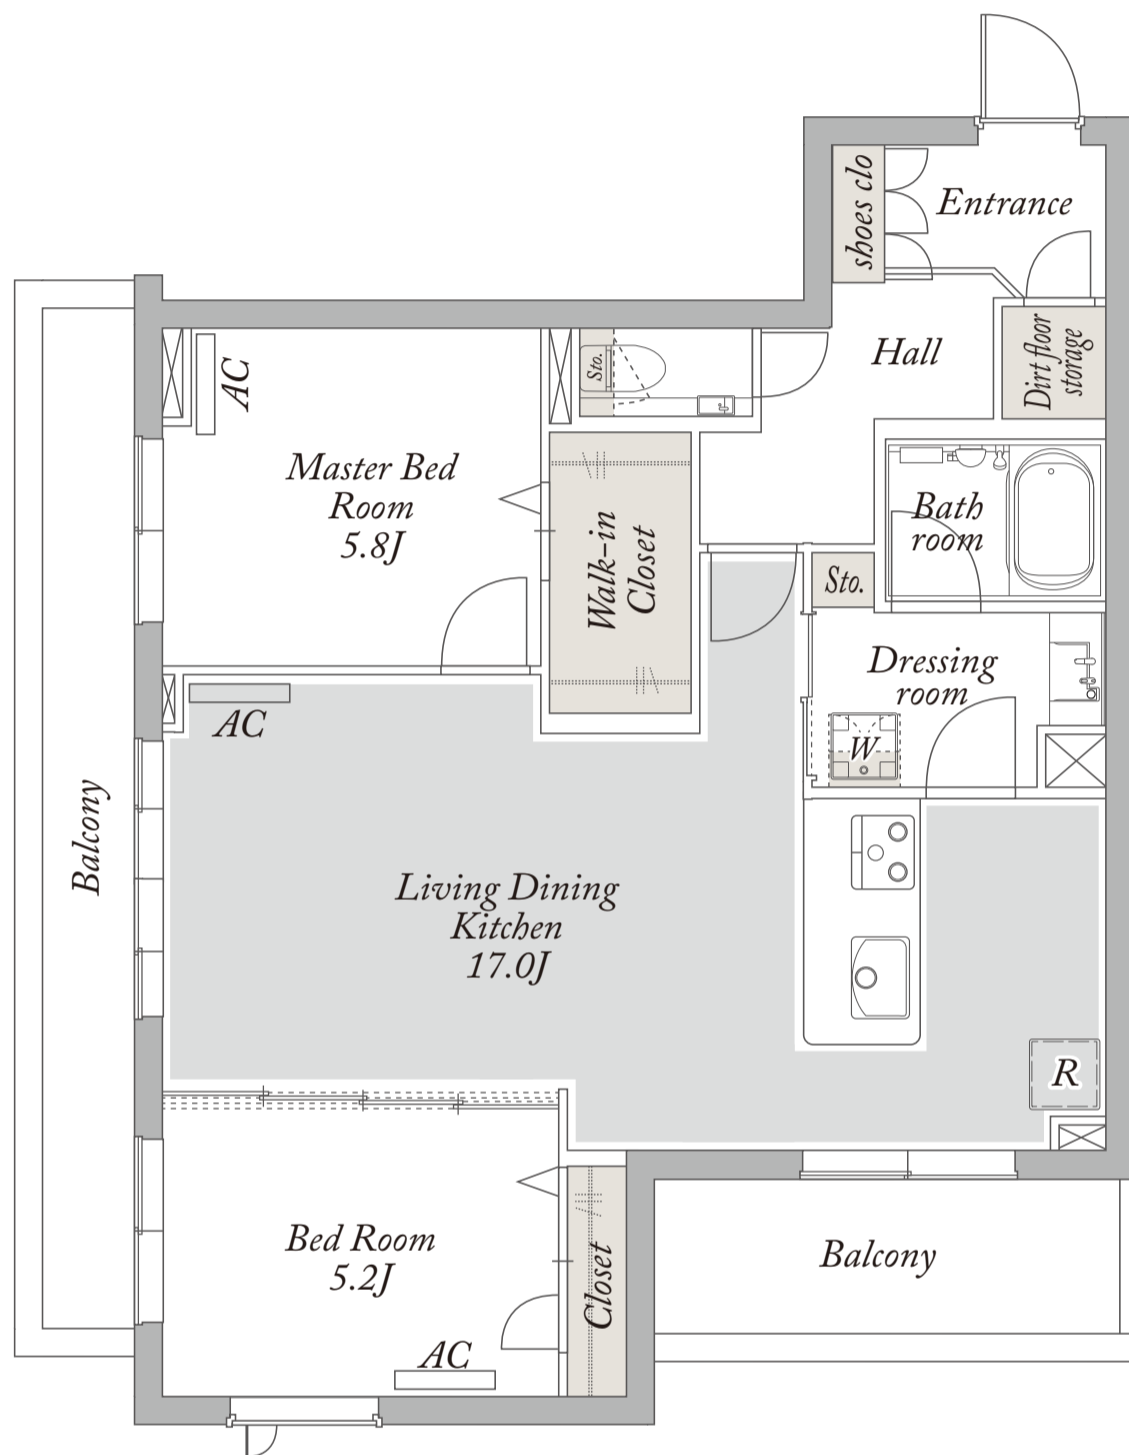 shoes clo
Entrance
Hall
Dirt floor
storage
AC
Sto.
Master Bed
Room
5.8J
Walk-in
Closet
Bath
room
Sto.
Dressing
room
W
AC
Balcony
Living Dining
Kitchen
17.0J
R
Bed Room
5.2J
Closet
AC
Balcony